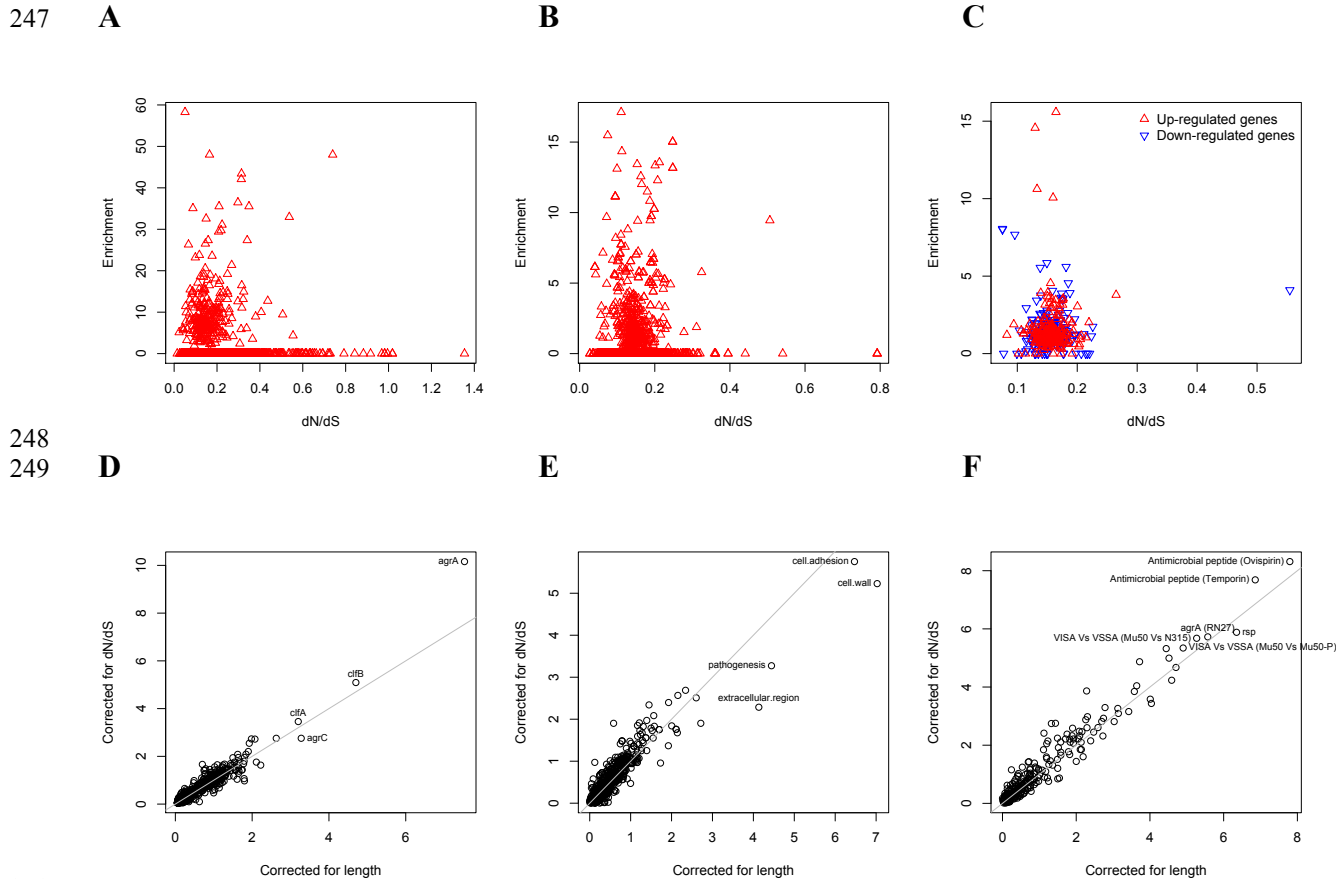 247
A
B
C
Enrichment
60
50
40
30
20
10
0
0.0 0.2 0.4 0.6 0.8 1.0 1.2 1.4
dN/dS
Enrichment
15
10
5
0
0.0 0.2 0.4 0.6 0.8
dN/dS
Enrichment
15
10
5
0
Up-regulated genes
Down-regulated genes
0.1 0.2 0.3 0.4 0.5
dN/dS
248
249
D
E
F
Corrected for dN/dS
10
8
6
4
2
0
agrA
clfB
clfA
agrC
0 2 4 6
Corrected for length
Corrected for dN/dS
5
4
3
2
1
0
cell.adhesion
cell.wall
pathogenesis
extracellular.region
0 1 2 3 4 5 6 7
Corrected for length
Corrected for dN/dS
8
6
4
2
0
Antimicrobial peptide (Ovispirin)
Antimicrobial peptide (Temporin)
agrA (RN27)
rsp
VISA Vs VSSA (Mu50 Vs N315)
VISA Vs VSSA (Mu50 Vs Mu50-P)
0 2 4 6 8
Corrected for length